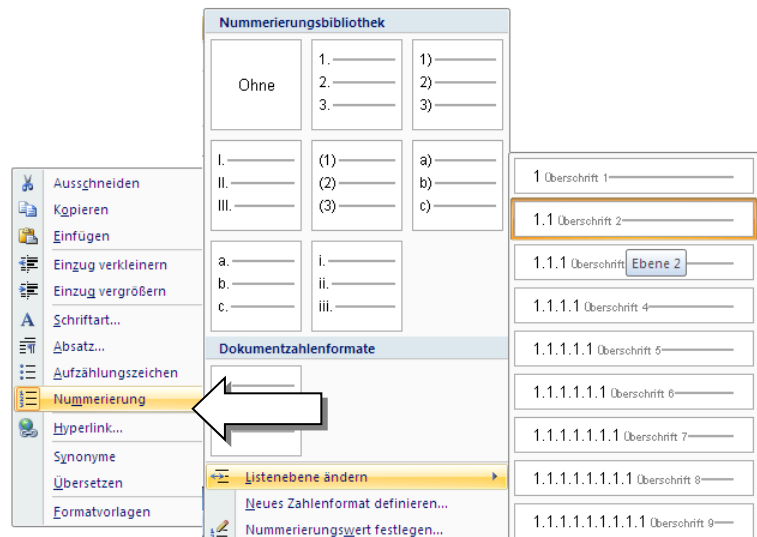 Ausschneiden
Kopieren
Einfügen
Einzug verkleinern
Einzug vergrößern
Schriftart...
Absatz...
Aufzählungszeichen
Nummerierung
Hyperlink...
Synonyme
Übersetzen
Formatvorlagen
Nummerierungsbibliothek
Ohne
1.
2.
3.
1)
2)
3)
I.
II.
III.
(1)
(2)
(3)
a)
b)
c)
a.
b.
c.
i.
ii.
iii.
Dokumentzahlenformate
Listenebene ändern
Neues Zahlenformat definieren...
Nummerierungswert festlegen...
1 Überschrift 1
1.1 Überschrift 2
1.1.1 Überschrift
Ebene 2
1.1.1.1 Überschrift 4
1.1.1.1.1 Überschrift 5
1.1.1.1.1.1 Überschrift 6
1.1.1.1.1.1.1 Überschrift 7
1.1.1.1.1.1.1.1 Überschrift 8
1.1.1.1.1.1.1.1.1 Überschrift 9